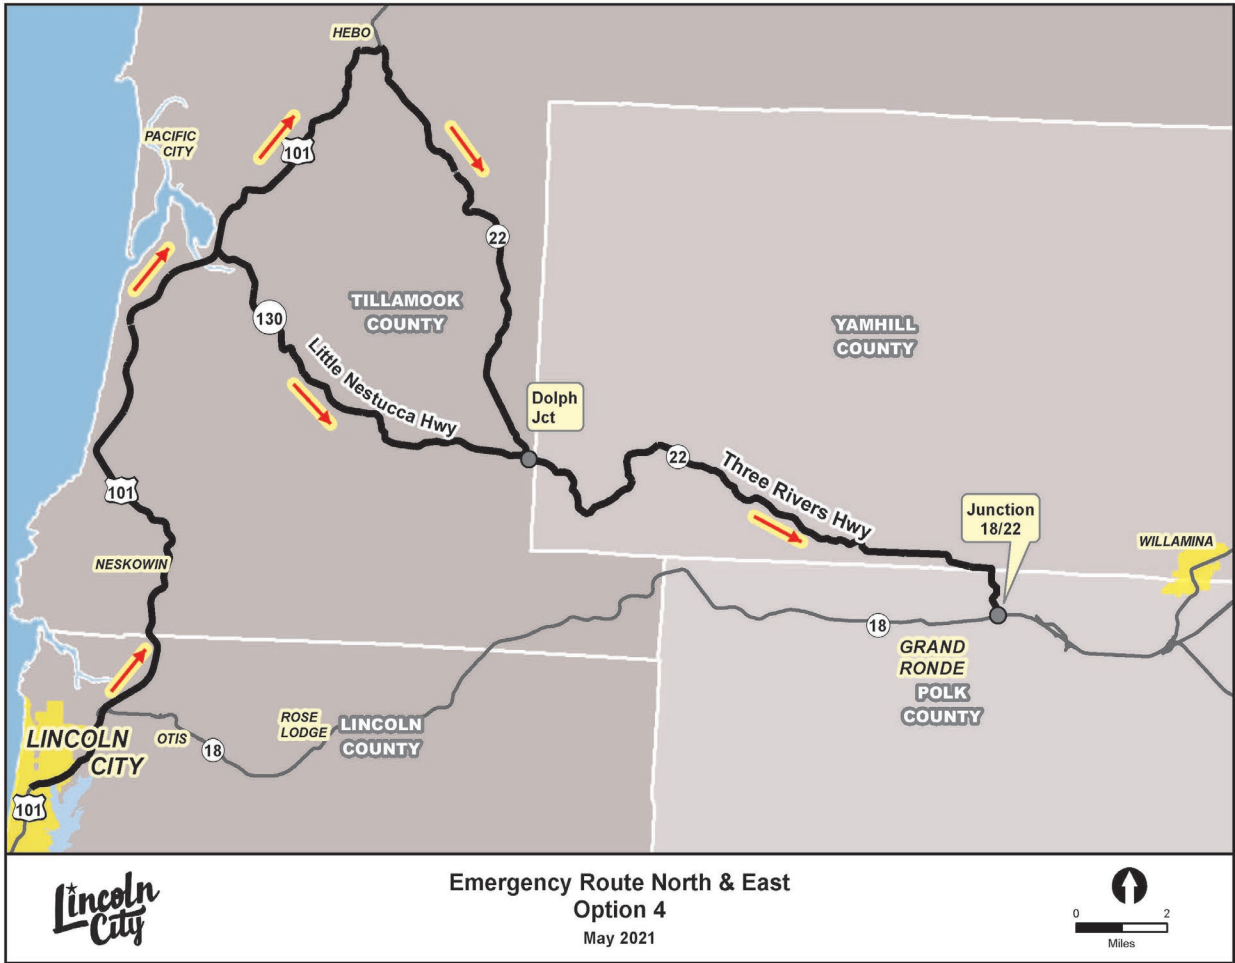 HEBO
PACIFIC
CITY
101
22
TILLAMOOK
COUNTY
130
YAMHILL
COUNTY
Little Nestucca Hwy
Dolph
Jct
22
Three Rivers Hwy
101
Junction
18/22
WILLAMINA
NESKOWIN
18
GRAND
RONDE
POLK
COUNTY
ROSE
LODGE
LINCOLN
COUNTY
OTIS
18
LINCOLN
CITY
101
Lincoln
City
Emergency Route North & East
Option 4
May 2021
0 2
Miles